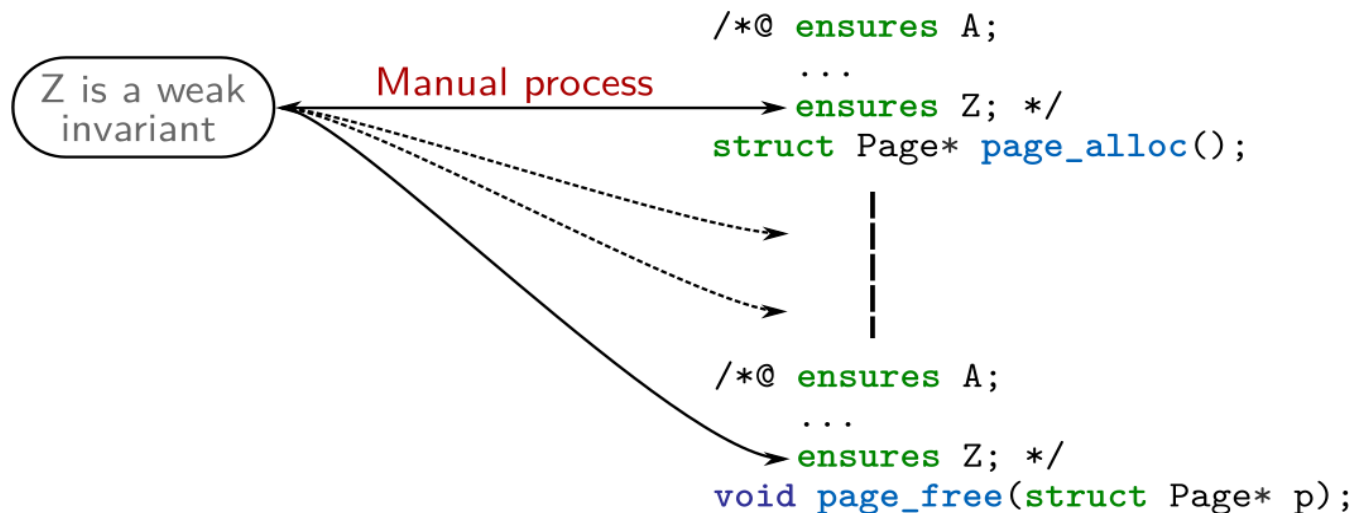 /*@ ensures A;
...
Z is a weak
invariant
Manual process
ensures Z; */
struct Page* page_alloc();
/*@ ensures A;
...
ensures Z; */
void page_free(struct Page* p);